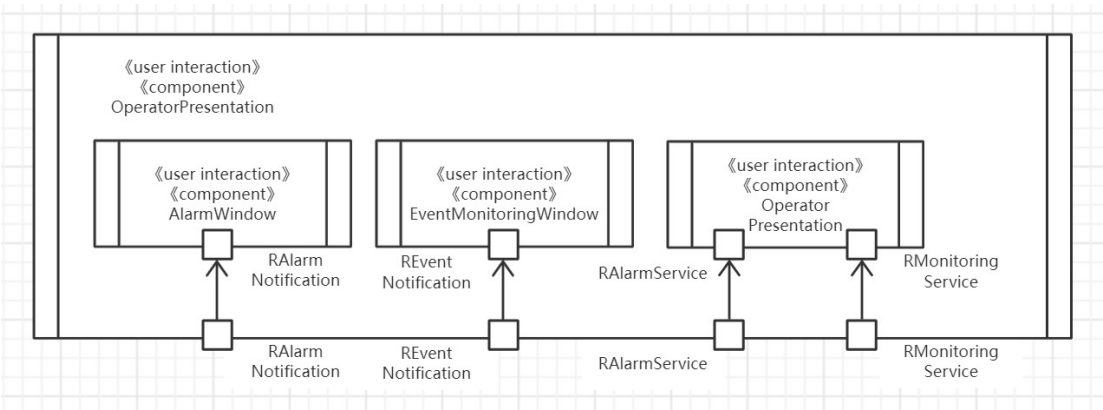 《user interaction》
《component》
OperatorPresentation
《user interaction》
《component》
AlarmWindow
《user interaction》
《component》
EventMonitoringWindow
《user interaction》
《component》
Operator
Presentation
RAlarm
Notification
REvent
Notification
RAlarmService
RMonitoring
Service
RAlarm
Notification
REvent
Notification
RAlarmService
RMonitoring
Service